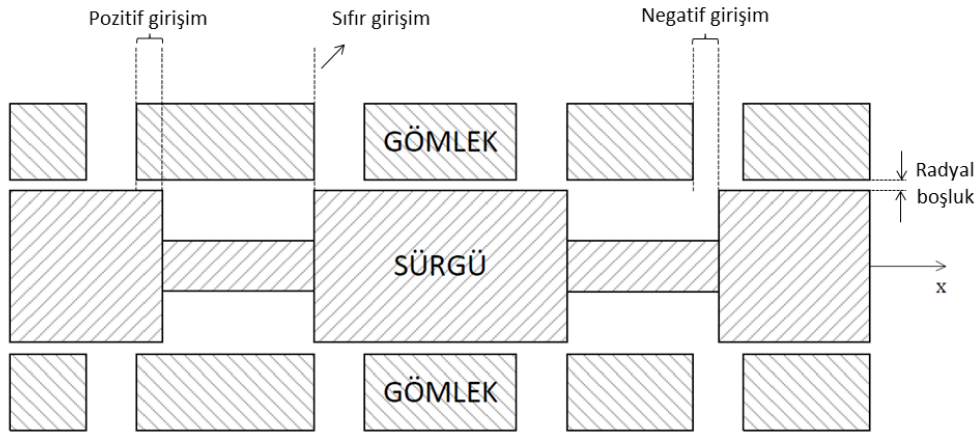 Pozitif girişim
Sıfır girişim
Negatif girişim
GÖMLEK
Radyal
boşluk
SÜRGÜ
x
GÖMLEK